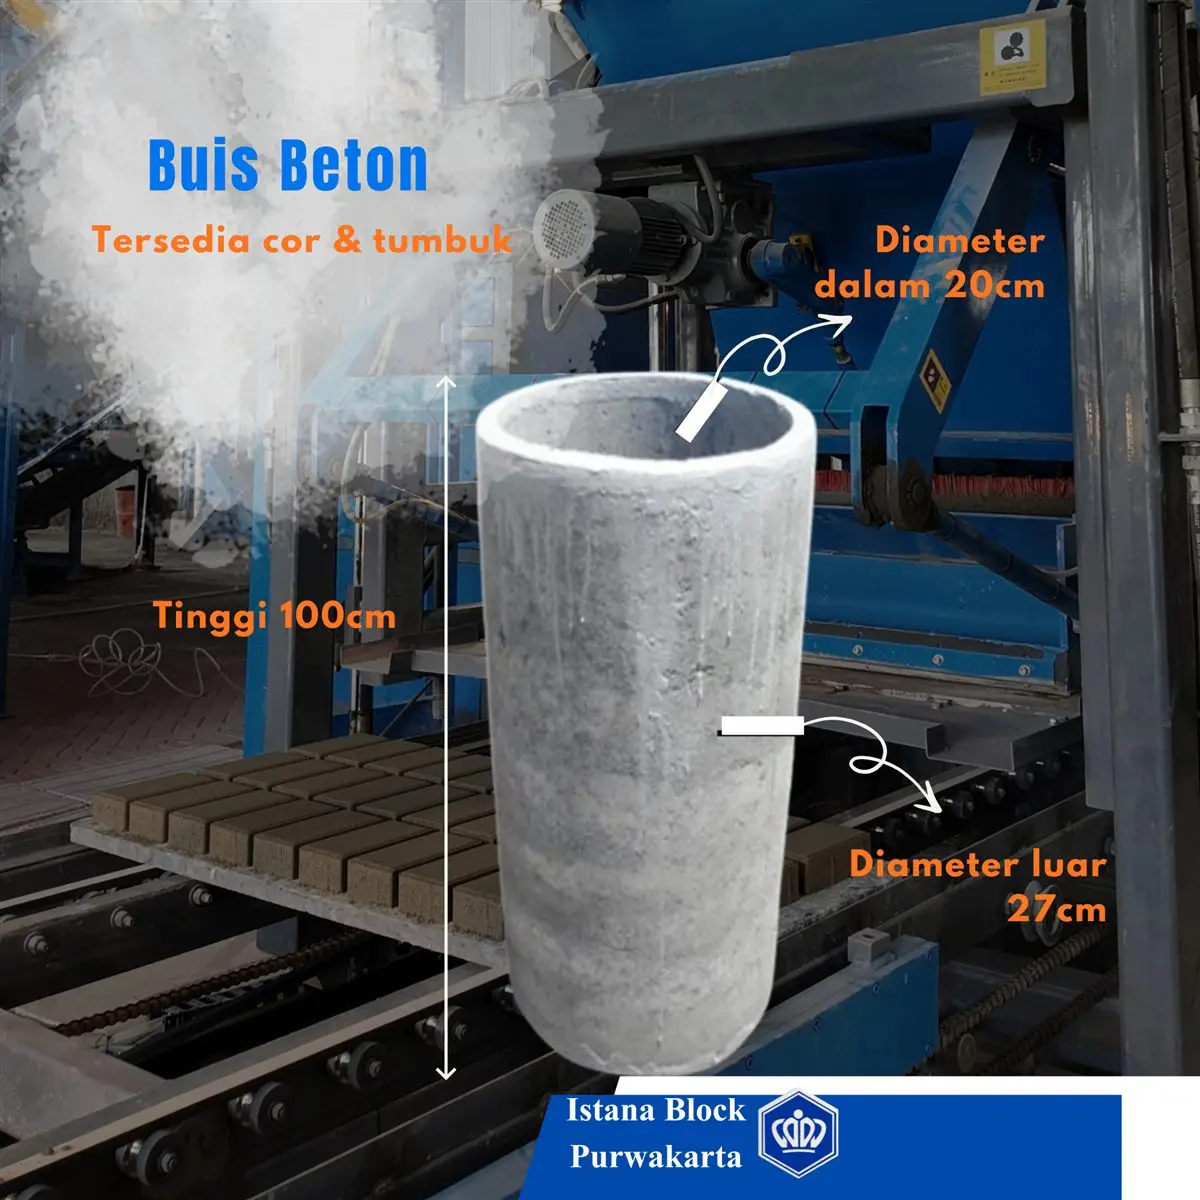 Buis Beton
Tersedia cor & tumbuk
Diameter
dalam 20cm
Tinggi 100cm
Diameter luar
27cm
Istana Block
Purwakarta